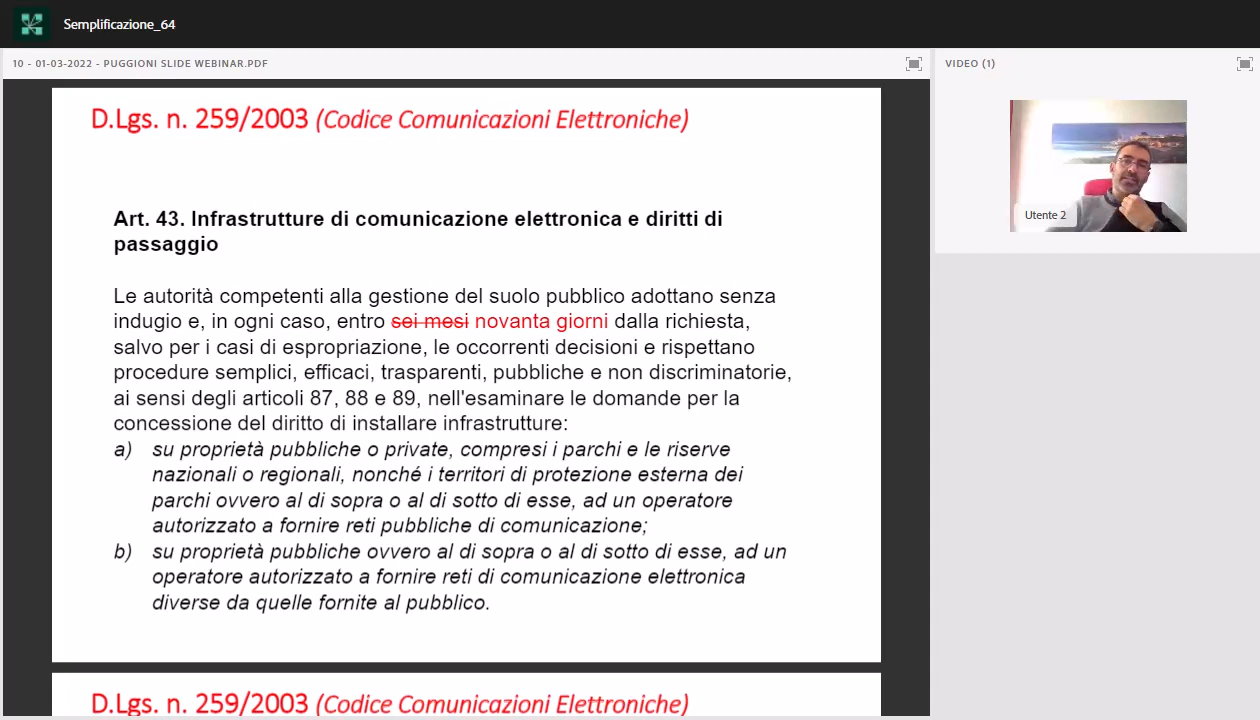 Semplificazione_64
10 - 01-03-2022 - PUGGIONI SLIDE WEBINAR.PDF
VIDEO (1)
D.Lgs. n. 259/2003 (Codice Comunicazioni Elettroniche)
Art. 43. Infrastrutture di comunicazione elettronica e diritti di
passaggio
Le autorità competenti alla gestione del suolo pubblico adottano senza
indugio e, in ogni caso, entro sei mesi novanta giorni dalla richiesta,
salvo per i casi di espropriazione, le occorrenti decisioni e rispettano
procedure semplici, efficaci, trasparenti, pubbliche e non discriminatorie,
ai sensi degli articoli 87, 88 e 89, nell'esaminare le domande per la
concessione del diritto di installare infrastrutture:
a) su proprietà pubbliche o private, compresi i parchi e le riserve
nazionali o regionali, nonché i territori di protezione esterna dei
parchi ovvero al di sopra o al di sotto di esse, ad un operatore
autorizzato a fornire reti pubbliche di comunicazione;
b) su proprietà pubbliche ovvero al di sopra o al di sotto di esse, ad un
operatore autorizzato a fornire reti di comunicazione elettronica
diverse da quelle fornite al pubblico.
D.Lgs. n. 259/2003 (Codice Comunicazioni Elettroniche)
Utente 2